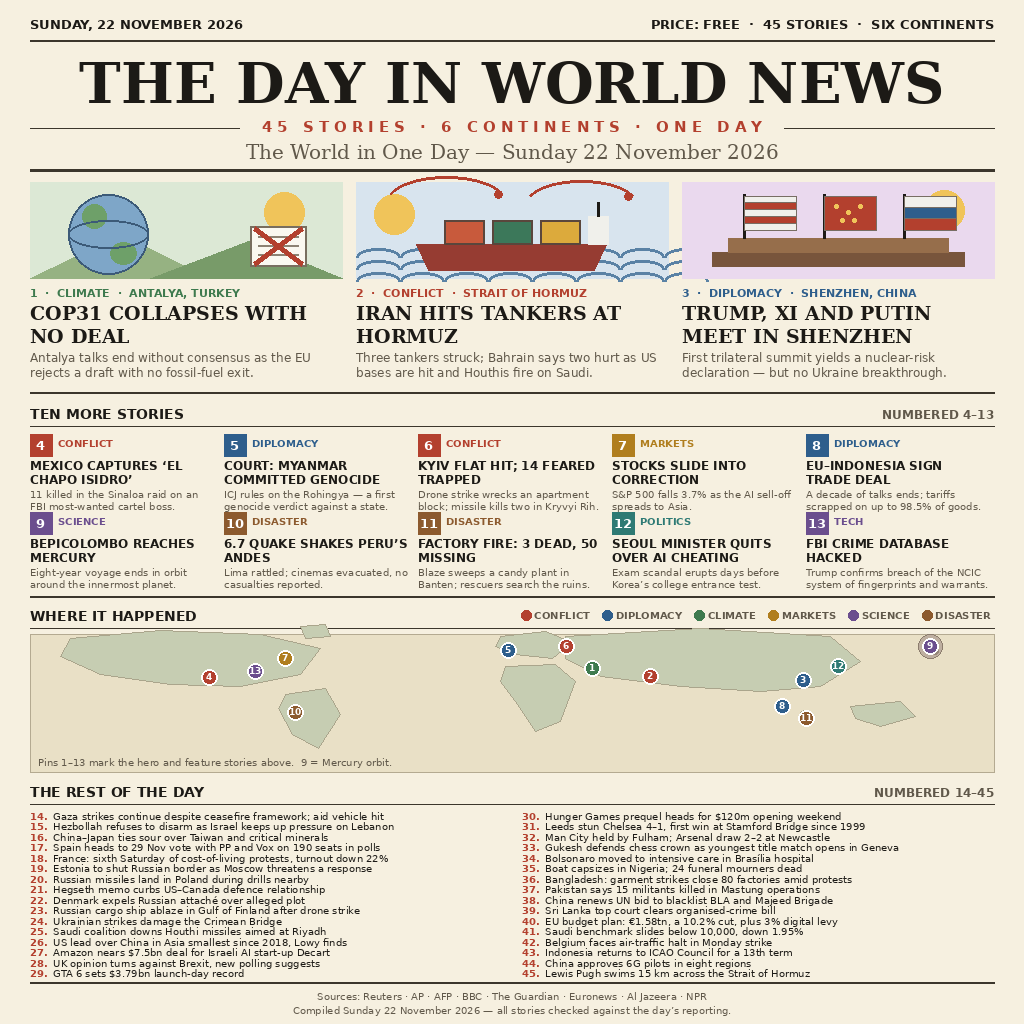 SUNDAY, 22 NOVEMBER 2026
PRICE: FREE · 45 STORIES · SIX CONTINENTS
THE DAY IN WORLD NEWS
45 STORIES · 6 CONTINENTS · ONE DAY
The World in One Day — Sunday 22 November 2026
1 · CLIMATE · ANTALYA, TURKEY
COP31 COLLAPSES WITH
NO DEAL
Antalya talks end without consensus as the EU
rejects a draft with no fossil-fuel exit.
2 · CONFLICT · STRAIT OF HORMUZ
IRAN HITS TANKERS AT
HORMUZ
Three tankers struck; Bahrain says two hurt as US
bases are hit and Houthis fire on Saudi.
3 · DIPLOMACY · SHENZHEN, CHINA
TRUMP, XI AND PUTIN
MEET IN SHENZHEN
First trilateral summit yields a nuclear-risk
declaration — but no Ukraine breakthrough.
TEN MORE STORIES
NUMBERED 4–13
4 CONFLICT
MEXICO CAPTURES ‘EL
CHAPO ISIDRO’
11 killed in the Sinaloa raid on an
FBI most-wanted cartel boss.
5 DIPLOMACY
COURT: MYANMAR
COMMITTED GENOCIDE
ICJ rules on the Rohingya — a first
genocide verdict against a state.
6 CONFLICT
KYIV FLAT HIT; 14 FEARED
TRAPPED
Drone strike wrecks an apartment
block; missile kills two in Kryvyi Rih.
7 MARKETS
STOCKS SLIDE INTO
CORRECTION
S&P 500 falls 3.7% as the AI sell-off
spreads to Asia.
8 DIPLOMACY
EU–INDONESIA SIGN
TRADE DEAL
A decade of talks ends; tariffs
scrapped on up to 98.5% of goods.
9 SCIENCE
BEPICOLOMBO REACHES
MERCURY
Eight-year voyage ends in orbit
around the innermost planet.
10 DISASTER
6.7 QUAKE SHAKES PERU’S
ANDES
Lima rattled; cinemas evacuated, no
casualties reported.
11 DISASTER
FACTORY FIRE: 3 DEAD, 50
MISSING
Blaze sweeps a candy plant in
Banten; rescuers search the ruins.
12 POLITICS
SEOUL MINISTER QUITS
OVER AI CHEATING
Exam scandal erupts days before
Korea’s college entrance test.
13 TECH
FBI CRIME DATABASE
HACKED
Trump confirms breach of the NCIC
system of fingerprints and warrants.
WHERE IT HAPPENED
CONFLICT DIPLOMACY CLIMATE MARKETS SCIENCE DISASTER
4
13
7
10
5
6
1
2
3
12
9
8
11
Pins 1–13 mark the hero and feature stories above. 9 = Mercury orbit.
THE REST OF THE DAY
NUMBERED 14–45
14. Gaza strikes continue despite ceasefire framework; aid vehicle hit
15. Hezbollah refuses to disarm as Israel keeps up pressure on Lebanon
16. China–Japan ties sour over Taiwan and critical minerals
17. Spain heads to 29 Nov vote with PP and Vox on 190 seats in polls
18. France: sixth Saturday of cost-of-living protests, turnout down 22%
19. Estonia to shut Russian border as Moscow threatens a response
20. Russian missiles land in Poland during drills nearby
21. Hegseth memo curbs US–Canada defence relationship
22. Denmark expels Russian attaché over alleged plot
23. Russian cargo ship ablaze in Gulf of Finland after drone strike
24. Ukrainian strikes damage the Crimean Bridge
25. Saudi coalition downs Houthi missiles aimed at Riyadh
26. US lead over China in Asia smallest since 2018, Lowy finds
27. Amazon nears $7.5bn deal for Israeli AI start-up Decart
28. UK opinion turns against Brexit, new polling suggests
29. GTA 6 sets $3.79bn launch-day record
30. Hunger Games prequel heads for $120m opening weekend
31. Leeds stun Chelsea 4–1, first win at Stamford Bridge since 1999
32. Man City held by Fulham; Arsenal draw 2–2 at Newcastle
33. Gukesh defends chess crown as youngest title match opens in Geneva
34. Bolsonaro moved to intensive care in Brasília hospital
35. Boat capsizes in Nigeria; 24 funeral mourners dead
36. Bangladesh: garment strikes close 80 factories amid protests
37. Pakistan says 15 militants killed in Mastung operations
38. China renews UN bid to blacklist BLA and Majeed Brigade
39. Sri Lanka top court clears organised-crime bill
40. EU budget plan: €1.58tn, a 10.2% cut, plus 3% digital levy
41. Saudi benchmark slides below 10,000, down 1.95%
42. Belgium faces air-traffic halt in Monday strike
43. Indonesia returns to ICAO Council for a 13th term
44. China approves 6G pilots in eight regions
45. Lewis Pugh swims 15 km across the Strait of Hormuz
Sources: Reuters · AP · AFP · BBC · The Guardian · Euronews · Al Jazeera · NPR
Compiled Sunday 22 November 2026 — all stories checked against the day’s reporting.